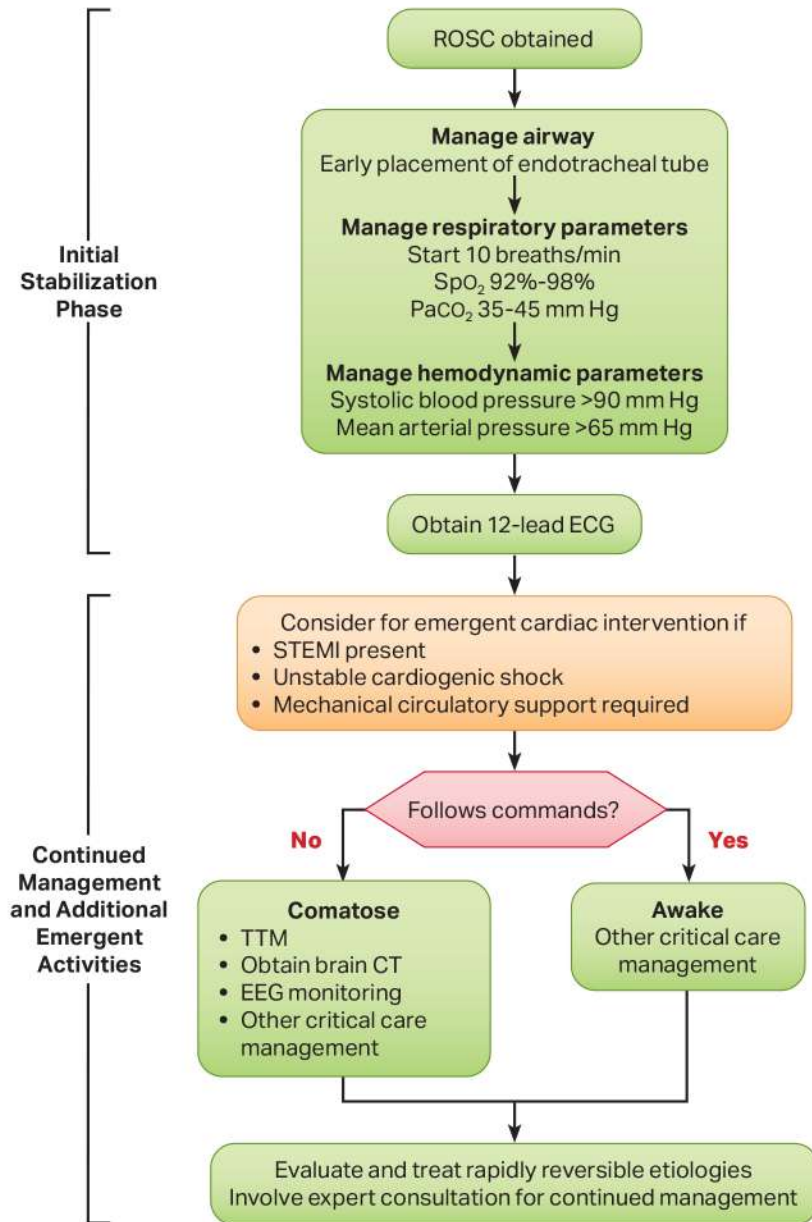 ROSC obtained
Manage airway
Early placement of endotracheal tube
Manage respiratory parameters
Start 10 breaths/min
SpO₂ 92%-98%
PaCO₂ 35-45 mm Hg
Manage hemodynamic parameters
Systolic blood pressure >90 mm Hg
Mean arterial pressure >65 mm Hg
Initial
Stabilization
Phase
Obtain 12-lead ECG
Consider for emergent cardiac intervention if
• STEMI present
• Unstable cardiogenic shock
• Mechanical circulatory support required
Follows commands?
No
Yes
Continued
Management
and Additional
Emergent
Activities
Comatose
• TTM
• Obtain brain CT
• EEG monitoring
• Other critical care
management
Awake
Other critical care
management
Evaluate and treat rapidly reversible etiologies
Involve expert consultation for continued management